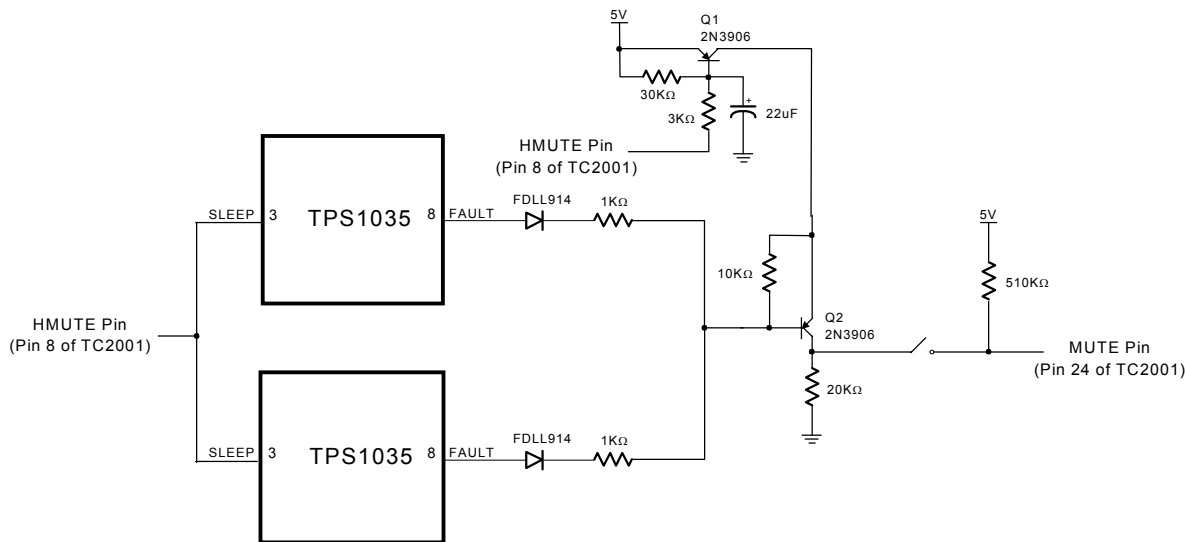 5V
Q1
2N3906
30KΩ
3KΩ
+
22uF
HMUTE Pin
(Pin 8 of TC2001)
SLEEP
3
TPS1035
8
FAULT
FDLL914
1KΩ
5V
10KΩ
510KΩ
HMUTE Pin
(Pin 8 of TC2001)
Q2
2N3906
MUTE Pin
(Pin 24 of TC2001)
20KΩ
SLEEP
3
TPS1035
8
FAULT
FDLL914
1KΩ